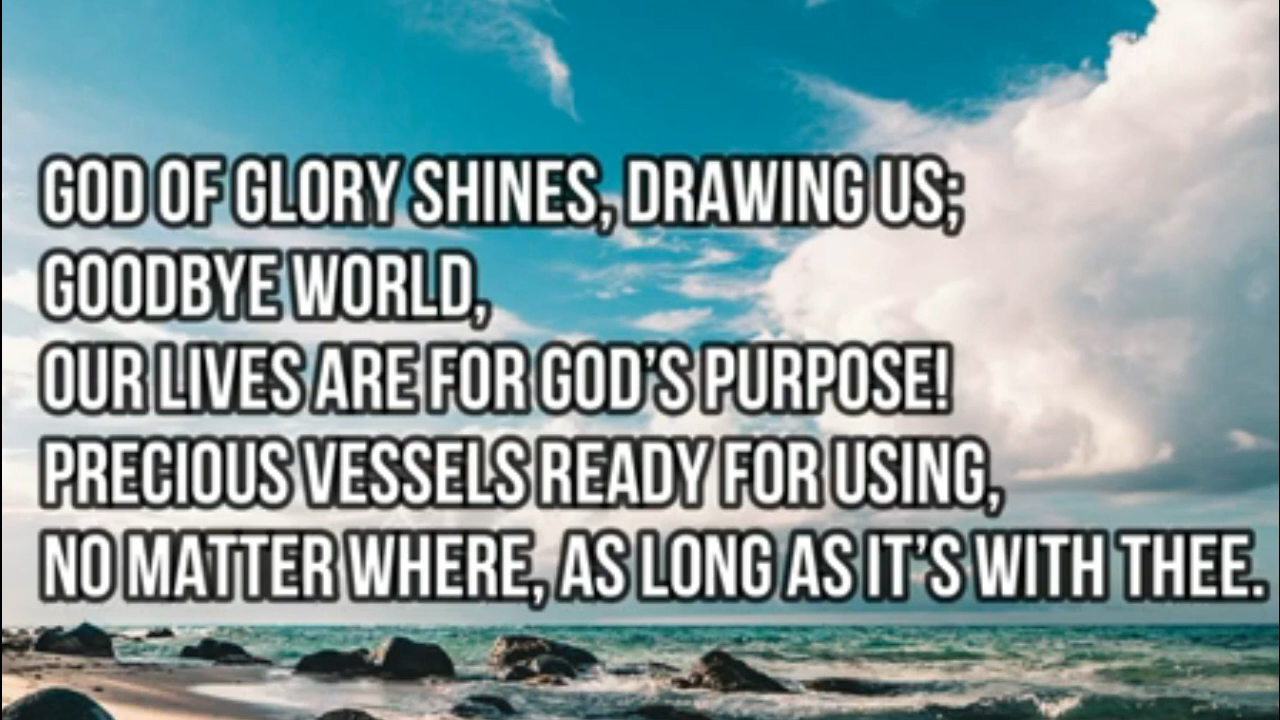 GOD OF GLORY SHINES, DRAWING US;
GOODBYE WORLD,
OUR LIVES ARE FOR GOD'S PURPOSE!
PRECIOUS VESSELS READY FOR USING,
NO MATTER WHERE, AS LONG AS IT'S WITH THEE.